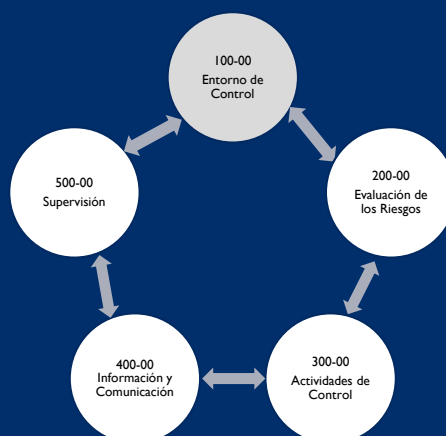 100-00
Entorno de
Control
200-00
Evaluación de
los Riesgos
300-00
Actividades de
Control
400-00
Información y
Comunicación
500-00
Supervisión